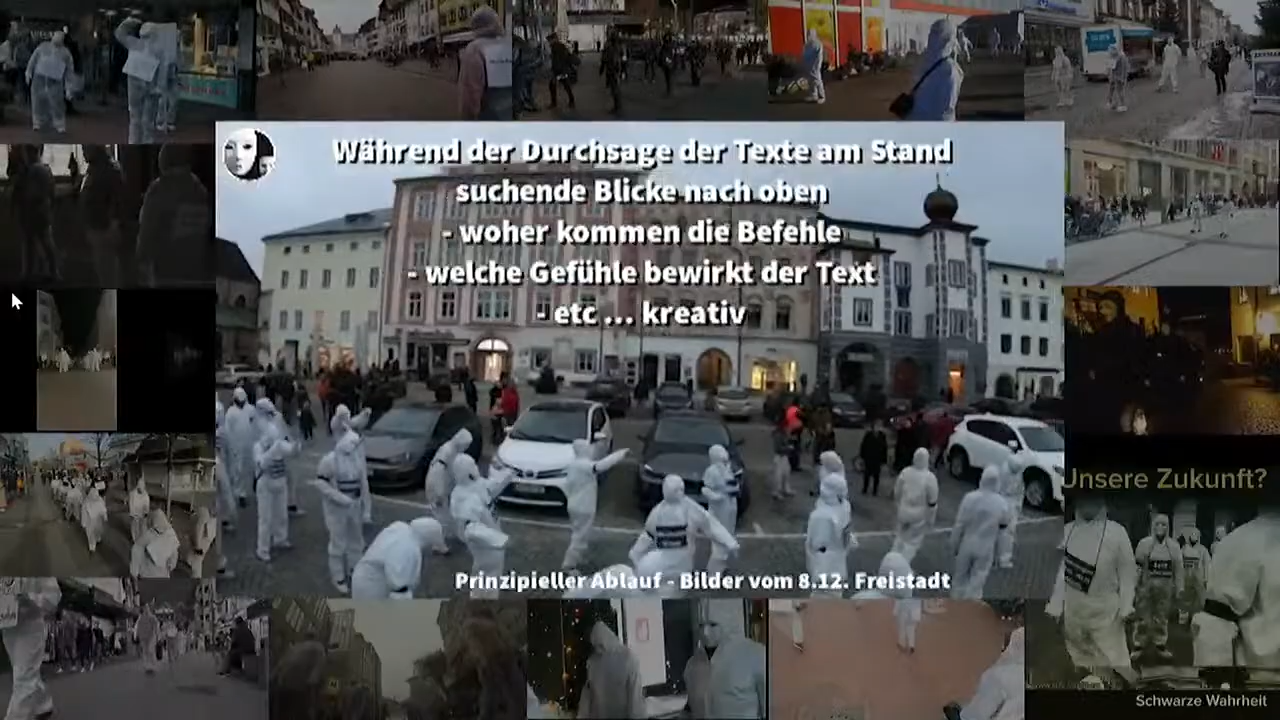 Während der Durchsage der Texte am Stand
suchende Blicke nach oben
- woher kommen die Befehle
- welche Gefühle bewirkt der Text
- etc ... kreativ
Prinzipieller Ablauf - Bilder vom 8.12. Freistadt
Unsere Zukunft?
Schwarze Wahrheit